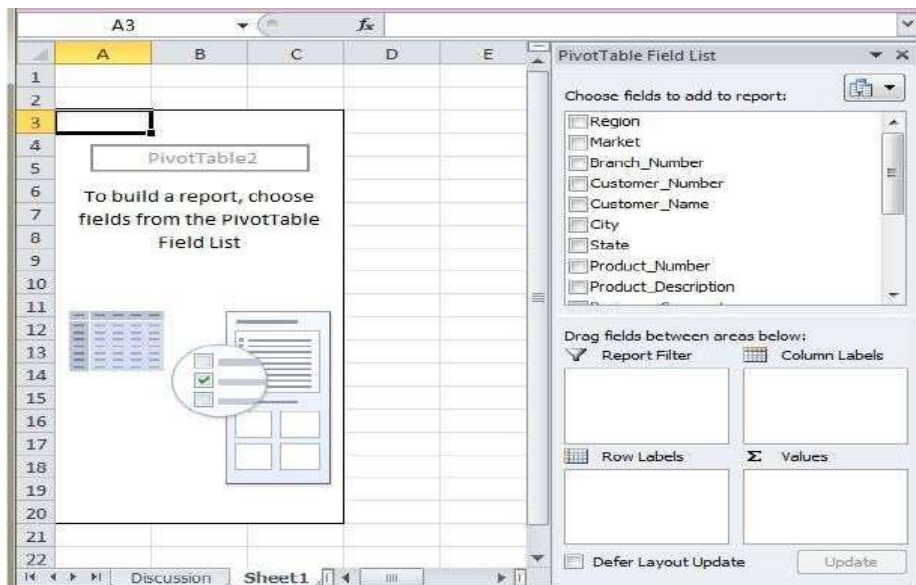 A3
fx
A B C D E
PivotTable Field List
1
2
3
4
5
6
7
8
9
10
11
12
13
14
15
16
17
18
19
20
21
22
PivotTable2
To build a report, choose
fields from the PivotTable
Field List
Choose fields to add to report:
Region
Market
Branch_Number
Customer_Number
Customer_Name
City
State
Product_Number
Product_Description
Drag fields between areas below:
Report Filter
Column Labels
Row Labels
Σ Values
Defer Layout Update
Update
Discussion
Sheet1